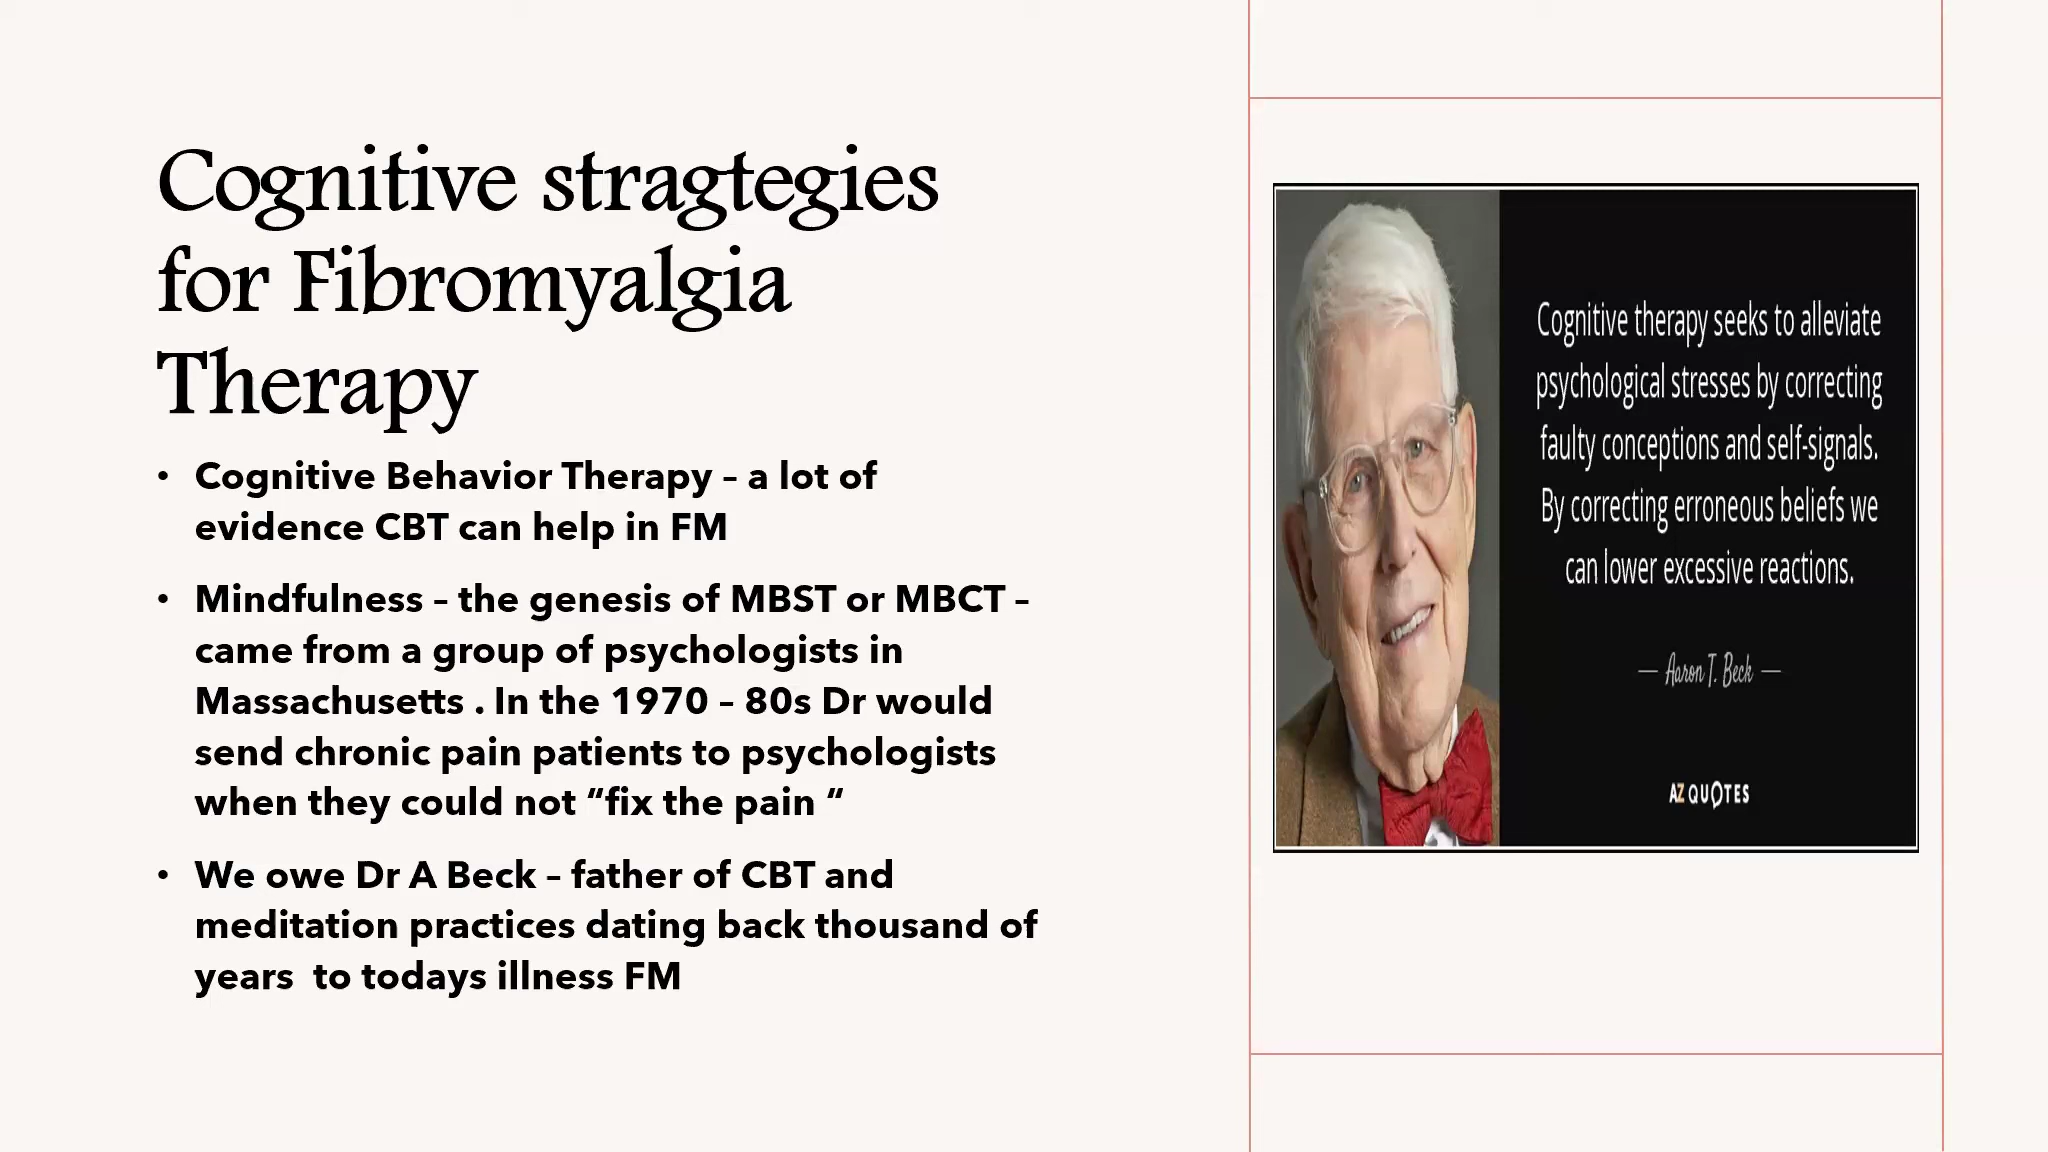 Cognitive stragtegies
for Fibromyalgia
Therapy
• Cognitive Behavior Therapy – a lot of
evidence CBT can help in FM
• Mindfulness – the genesis of MBST or MBCT –
came from a group of psychologists in
Massachusetts . In the 1970 – 80s Dr would
send chronic pain patients to psychologists
when they could not “fix the pain “
• We owe Dr A Beck – father of CBT and
meditation practices dating back thousand of
years  to todays illness FM
Cognitive therapy seeks to alleviate
psychological stresses by correcting
faulty conceptions and self-signals.
By correcting erroneous beliefs we
can lower excessive reactions.
— Aaron T. Beck —
AZ QUOTES